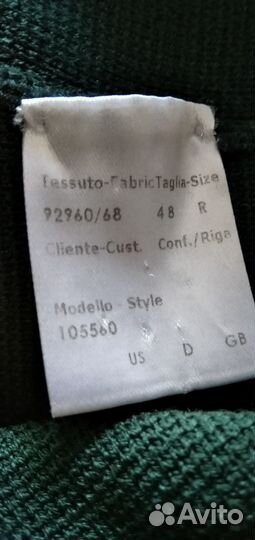 Tessuto-Fabric Taglia-Size
92960/68 48 R
Cliente-Cust. Conf./Riga
Modello - Style
105560
US D GB
Avito